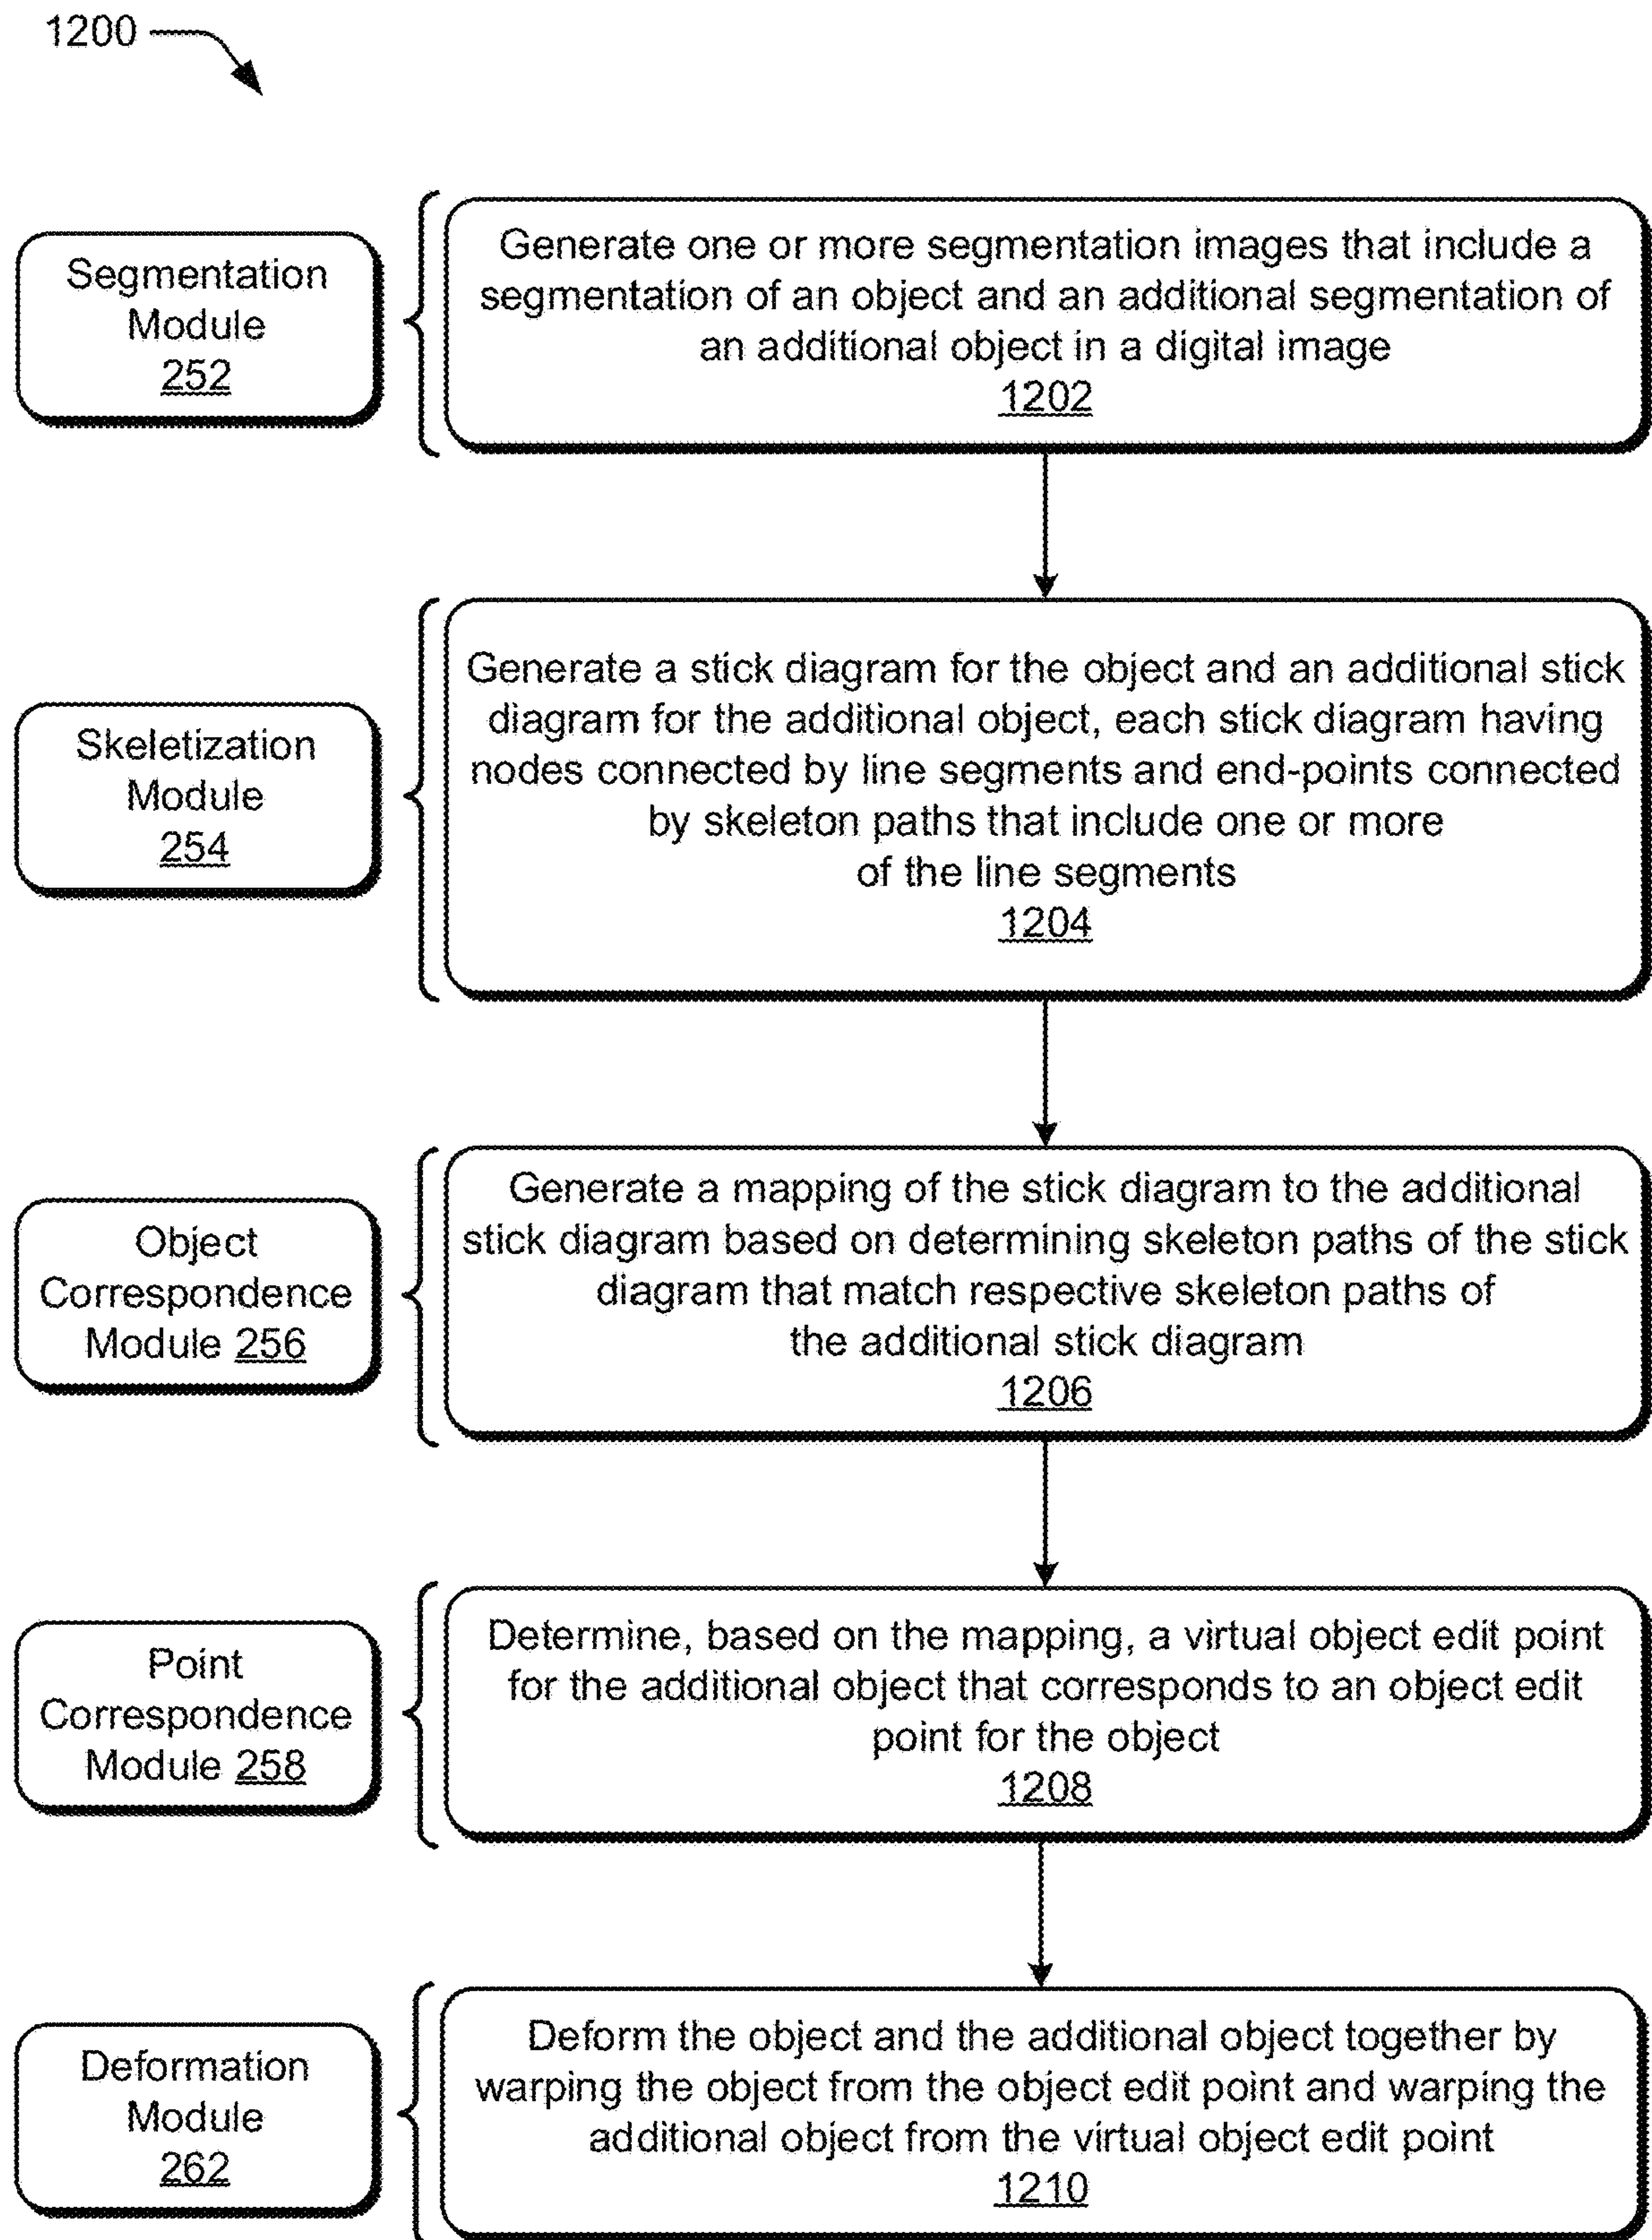 1200
Segmentation
Module
252
Generate one or more segmentation images that include a
segmentation of an object and an additional segmentation of
an additional object in a digital image
1202
Skeletization
Module
254
Generate a stick diagram for the object and an additional stick
diagram for the additional object, each stick diagram having
nodes connected by line segments and end-points connected
by skeleton paths that include one or more
of the line segments
1204
Object
Correspondence
Module 256
Generate a mapping of the stick diagram to the additional
stick diagram based on determining skeleton paths of the stick
diagram that match respective skeleton paths of
the additional stick diagram
1206
Point
Correspondence
Module 258
Determine, based on the mapping, a virtual object edit point
for the additional object that corresponds to an object edit
point for the object
1208
Deformation
Module
262
Deform the object and the additional object together by
warping the object from the object edit point and warping the
additional object from the virtual object edit point
1210